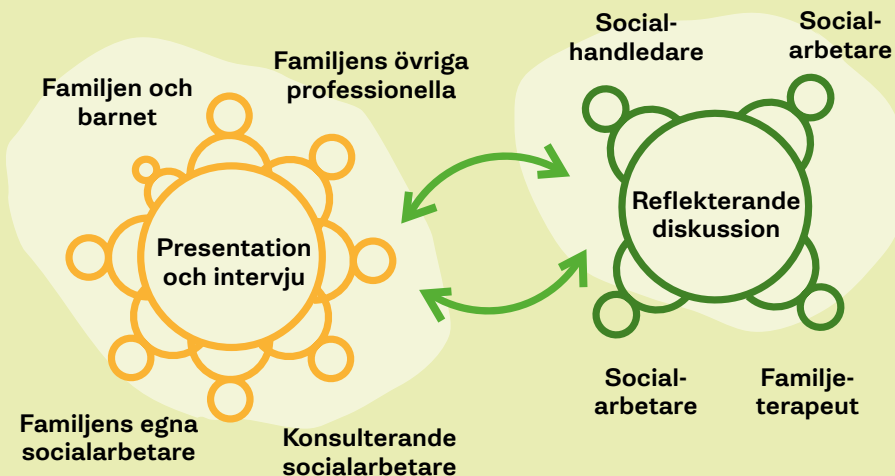 Familjen och
barnet
Familjens övriga
professionella
Presentation
och intervju
Familjens egna
socialarbetare
Konsulterande
socialarbetare
Social-
handledare
Social-
arbetare
Reflekterande
diskussion
Social-
arbetare
Familje-
terapeut